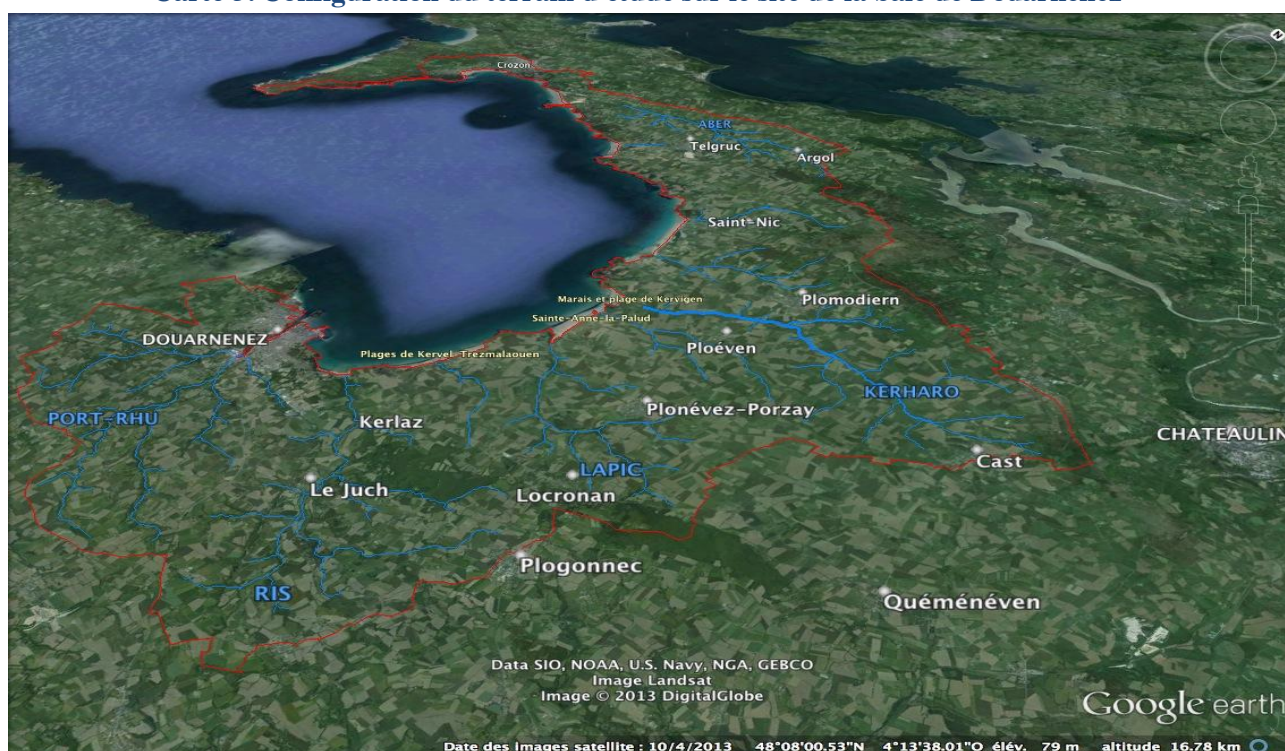 Crozon
ABER
Telgruc
Argol
Saint-Nic
Marais et plage de Kervigen
Plomodiern
Sainte-Anne-la-Palud
DOUARNENEZ
Ploéven
Plages de Kervel-Trezmalaouen
KERHARO
PORT-RHU
Kerlaz
Plonévez-Porzay
CHATEAULIN
Cast
LAPIC
Le Juch
Locronan
Plogonnec
RIS
Quéménéven
Data SIO, NOAA, U.S. Navy, NGA, GEBCO
Image Landsat
Image © 2013 DigitalGlobe
Google earth
Date des images satellite : 10/4/2013 48°08'00.53"N 4°13'38.01"O élév. 79 m altitude 16.78 km